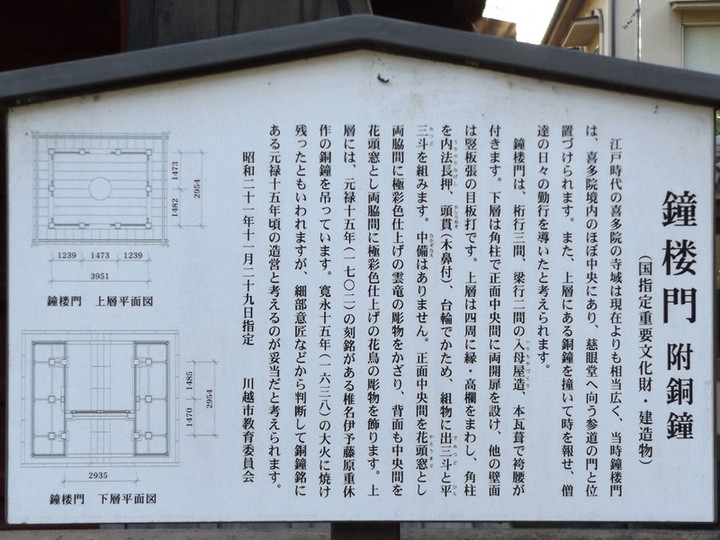 鐘楼門 附銅鐘
(国指定重要文化財・建造物)
江戸時代の喜多院の寺域は現在よりも相当広く、当時鐘楼門
は、喜多院境内のほぼ中央にあり、慈眼堂へ向う参道の門と位
置づけられます。また、上層にある銅鐘を撞いて時を報せ、僧
達の日々の勤行を導いたと考えられます。
鐘楼門は、桁行三間、梁行二間の入母屋造、本瓦葺で袴腰が
付きます。下層は角柱で正面中央間に両開扉を設け、他の壁面
は竪板張の目板打です。上層は四周に縁・高欄をまわし、角柱
を内法長押、頭貫(木鼻付)、台輪でかため、組物に出三斗と平
三斗を組みます。中備はありません。正面中央間を花頭窓とし
両脇間に極彩色仕上げの雲竜の彫物をかざり、背面も中央間を
花頭窓とし両脇間に極彩色仕上げの花鳥の彫物を飾ります。上
層には、元禄十五年(一七〇二)の刻銘がある椎名伊予藤原重休
作の銅鐘を吊っています。寛永十五年(一六三八)の大火に焼け
残ったともいわれますが、細部意匠などから判断して銅鐘銘に
ある元禄十五年頃の造営と考えるのが妥当だと考えられます。
昭和二十一年十一月二十九日指定 川越市教育委員会
1473
1482
2954
1239 1473 1239
3951
鐘楼門 上層平面図
1485
1470
2954
2935
鐘楼門 下層平面図